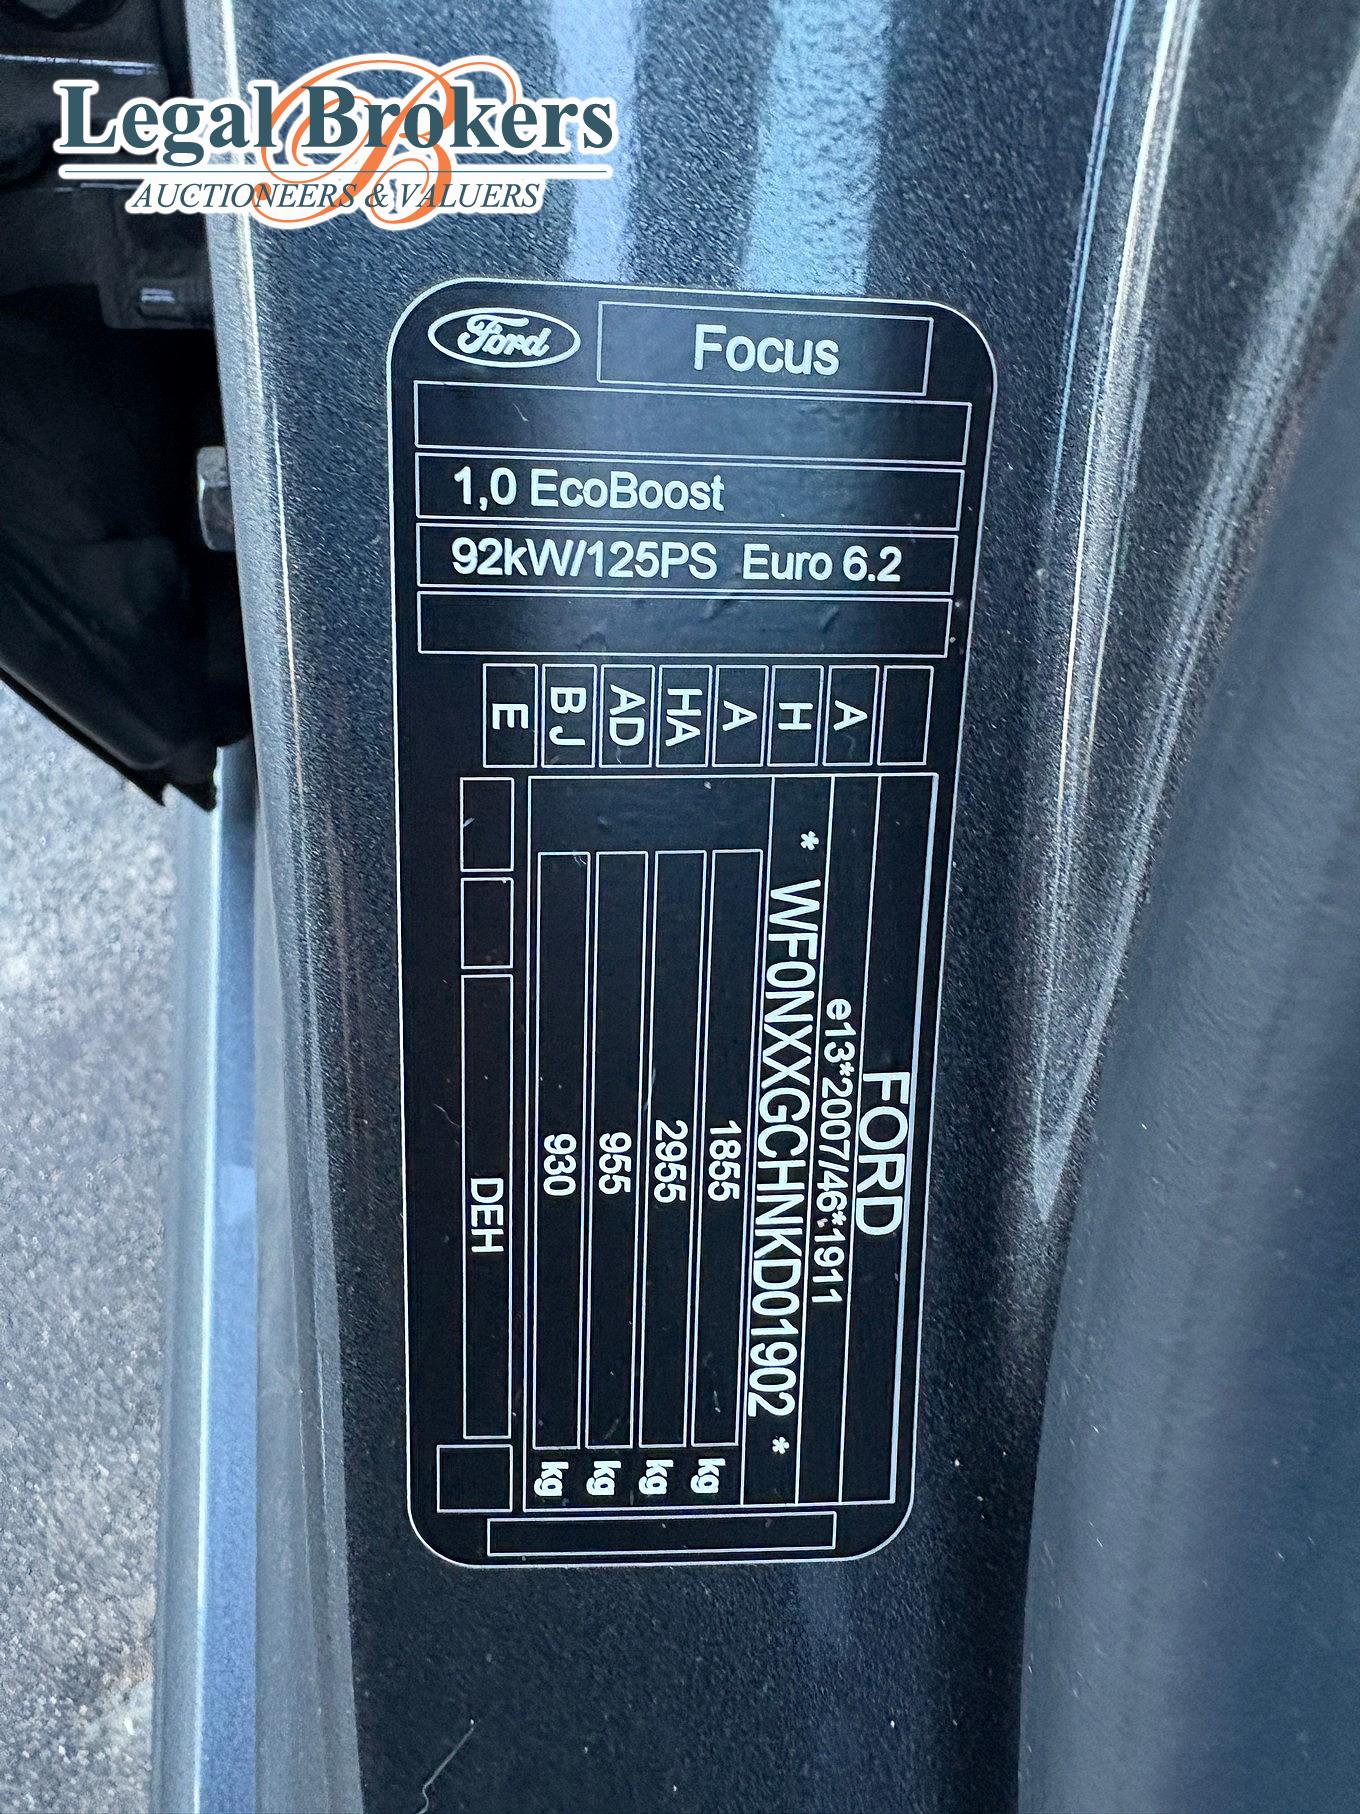 Legal Brokers
AUCTIONEERS & VALUERS
Ford
Focus
1,0 EcoBoost
92kW/125PS Euro 6.2
A
H
A
HA
AD
BJ
E
FORD
e13*2007/46*1911
* WF0NXXGCHNKD01902 *
1855 kg
2955 kg
955 kg
930 kg
DEH